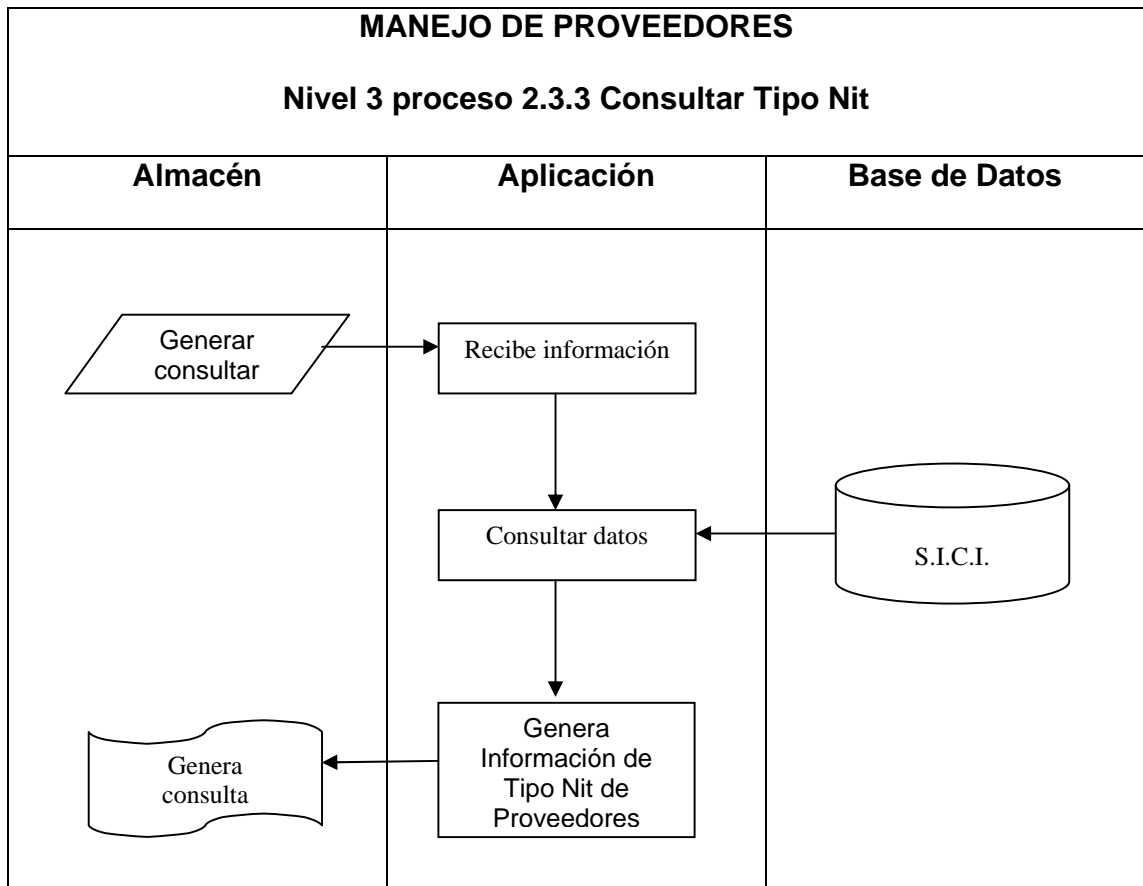 MANEJO DE PROVEEDORES
Nivel 3 proceso 2.3.3 Consultar Tipo Nit
Almacén
Aplicación
Base de Datos
Generar
consultar
Recibe información
Consultar datos
S.I.C.I.
Genera
Información de
Tipo Nit de
Proveedores
Genera
consulta